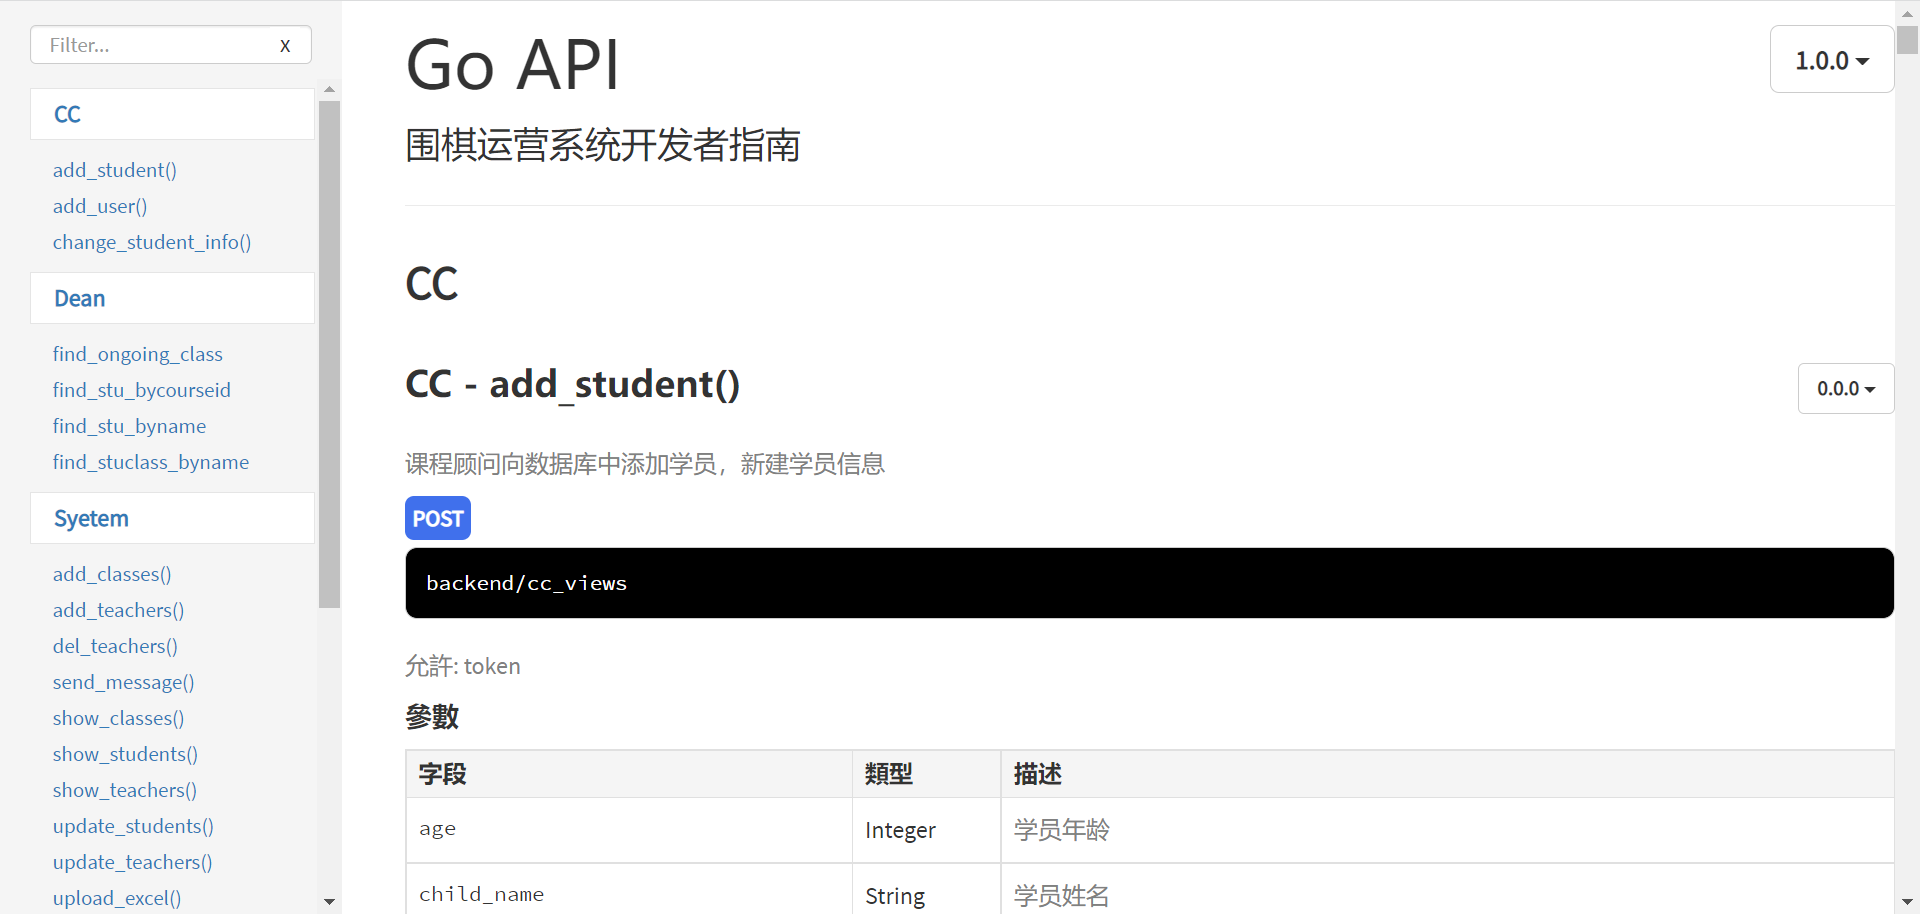 Filter...
X
CC
add_student()
add_user()
change_student_info()
Dean
find_ongoing_class
find_stu_bycourseid
find_stu_byname
find_stuclass_byname
Syetem
add_classes()
add_teachers()
del_teachers()
send_message()
show_classes()
show_students()
show_teachers()
update_students()
update_teachers()
upload_excel()
Go API
1.0.0
围棋运营系统开发者指南
CC
CC - add_student()
0.0.0
课程顾问向数据库中添加学员，新建学员信息
POST
backend/cc_views
允許: token
參數
字段 類型 描述
age Integer 学员年龄
child_name String 学员姓名